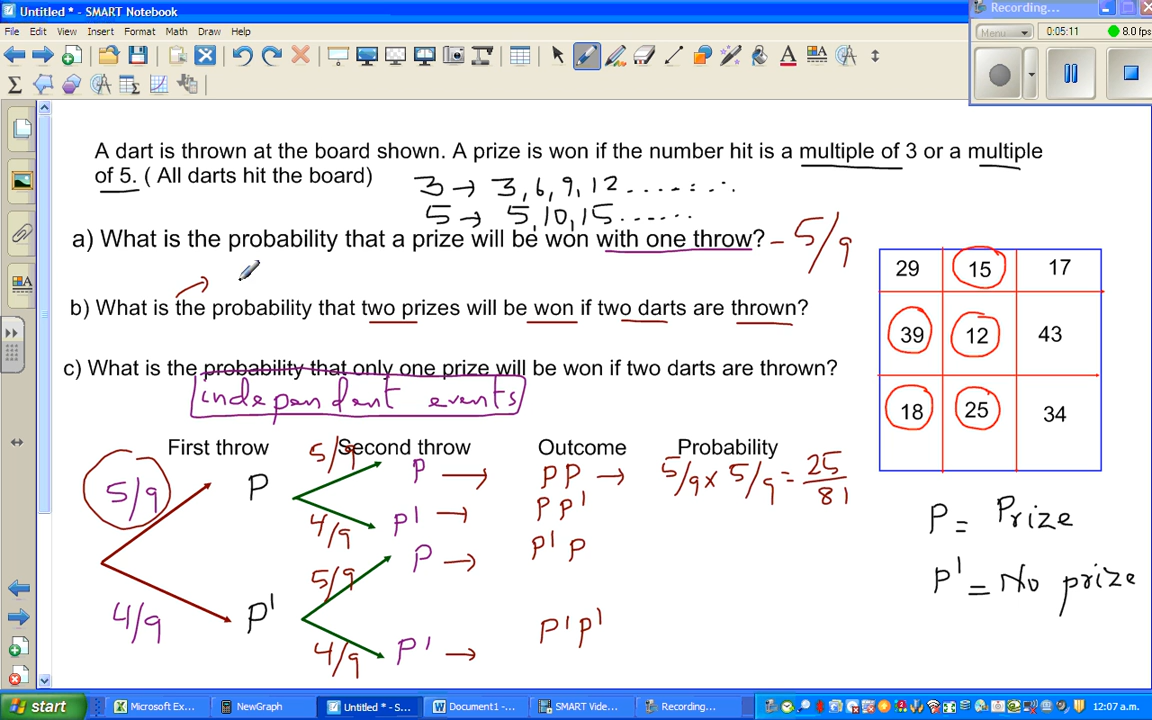 Untitled * - SMART Notebook
Recording...
File Edit View Insert Format Math Draw Help
Menu
0:05:11
8.0 fps
A dart is thrown at the board shown. A prize is won if the number hit is a multiple of 3 or a multiple
of 5. ( All darts hit the board)
3 → 3, 6, 9, 12 .......
5 → 5, 10, 15 ......
a) What is the probability that a prize will be won with one throw? - 5/9
29 15 17
b) What is the probability that two prizes will be won if two darts are thrown?
39 12 43
c) What is the probability that only one prize will be won if two darts are thrown?
independent events
18 25 34
First throw Second throw Outcome Probability
5/9 P 5/9 P → PP → 5/9 x 5/9 = 25/81
4/9 P' → PP'
P = Prize
5/9 P → P'P
P' = No prize
4/9 P' 4/9 P' → P'P'
start
Microsoft Ex...
NewGraph
Untitled * - S...
Document1 -...
SMART Vide...
Recording...
12:07 a.m.